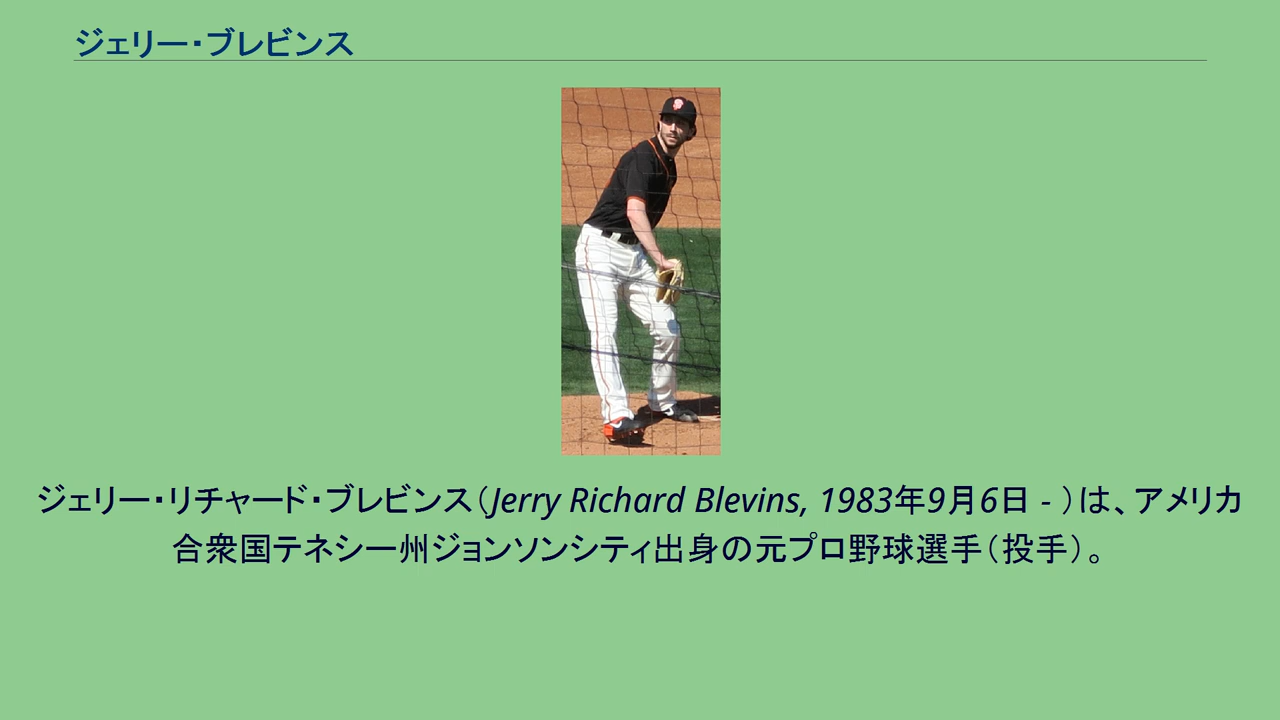 ジェリー・ブレビンス
ジェリー・リチャード・ブレビンス（Jerry Richard Blevins, 1983年9月6日 - ）は、アメリカ
合衆国テネシー州ジョンソンシティ出身の元プロ野球選手（投手）。